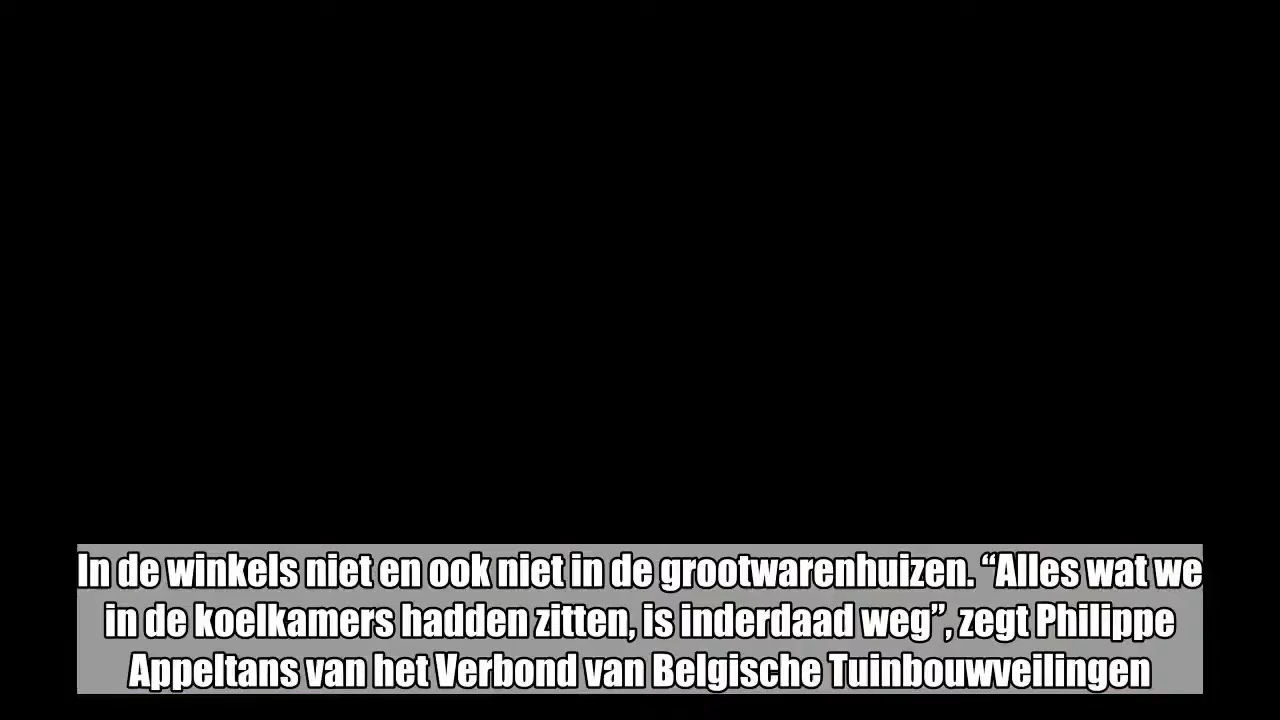 In de winkels niet en ook niet in de grootwarenhuizen. “Alles wat we
in de koelkamers hadden zitten, is inderdaad weg”, zegt Philippe
Appeltans van het Verbond van Belgische Tuinbouwveilingen